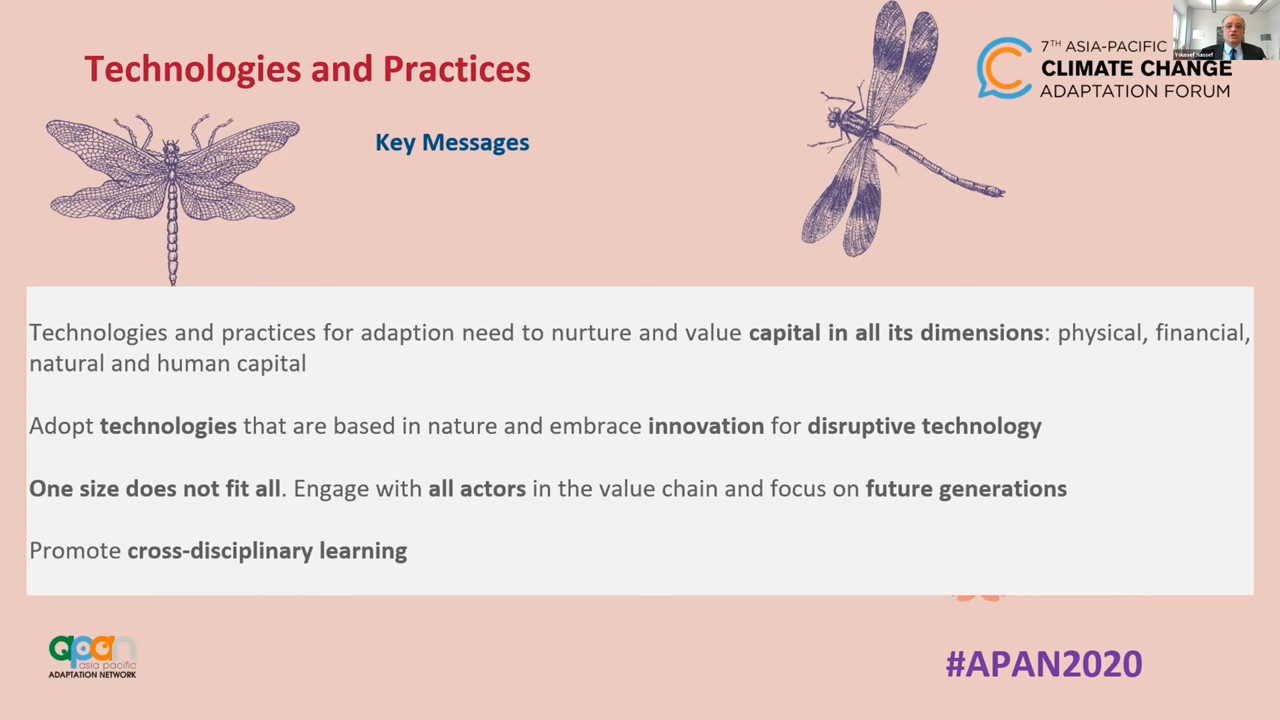 Technologies and Practices
Key Messages
7TH ASIA-PACIFIC
CLIMATE CHANGE
ADAPTATION FORUM
Youssef Nassef
Technologies and practices for adaption need to nurture and value capital in all its dimensions: physical, financial,
natural and human capital
Adopt technologies that are based in nature and embrace innovation for disruptive technology
One size does not fit all. Engage with all actors in the value chain and focus on future generations
Promote cross-disciplinary learning
apan
asia pacific
ADAPTATION NETWORK
#APAN2020